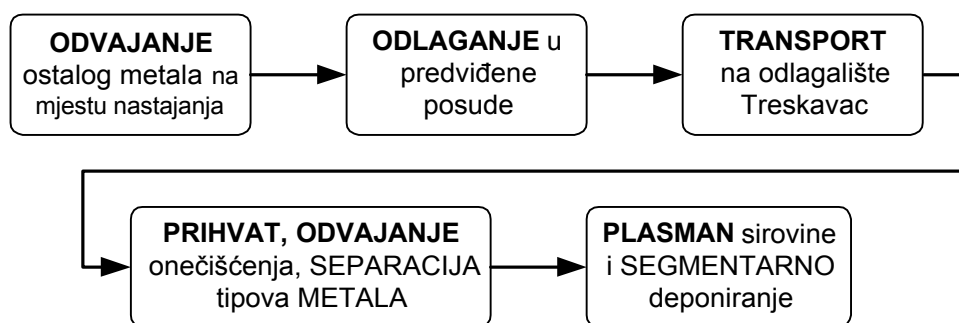 ODVAJANJE
ostalog metala na
mjestu nastajanja
ODLAGANJE u
predviđene
posude
TRANSPORT
na odlagalište
Treskavac
PRIHVAT, ODVAJANJE
onečišćenja, SEPARACIJA
tipova METALA
PLASMAN sirovine
i SEGMENTARNO
deponiranje